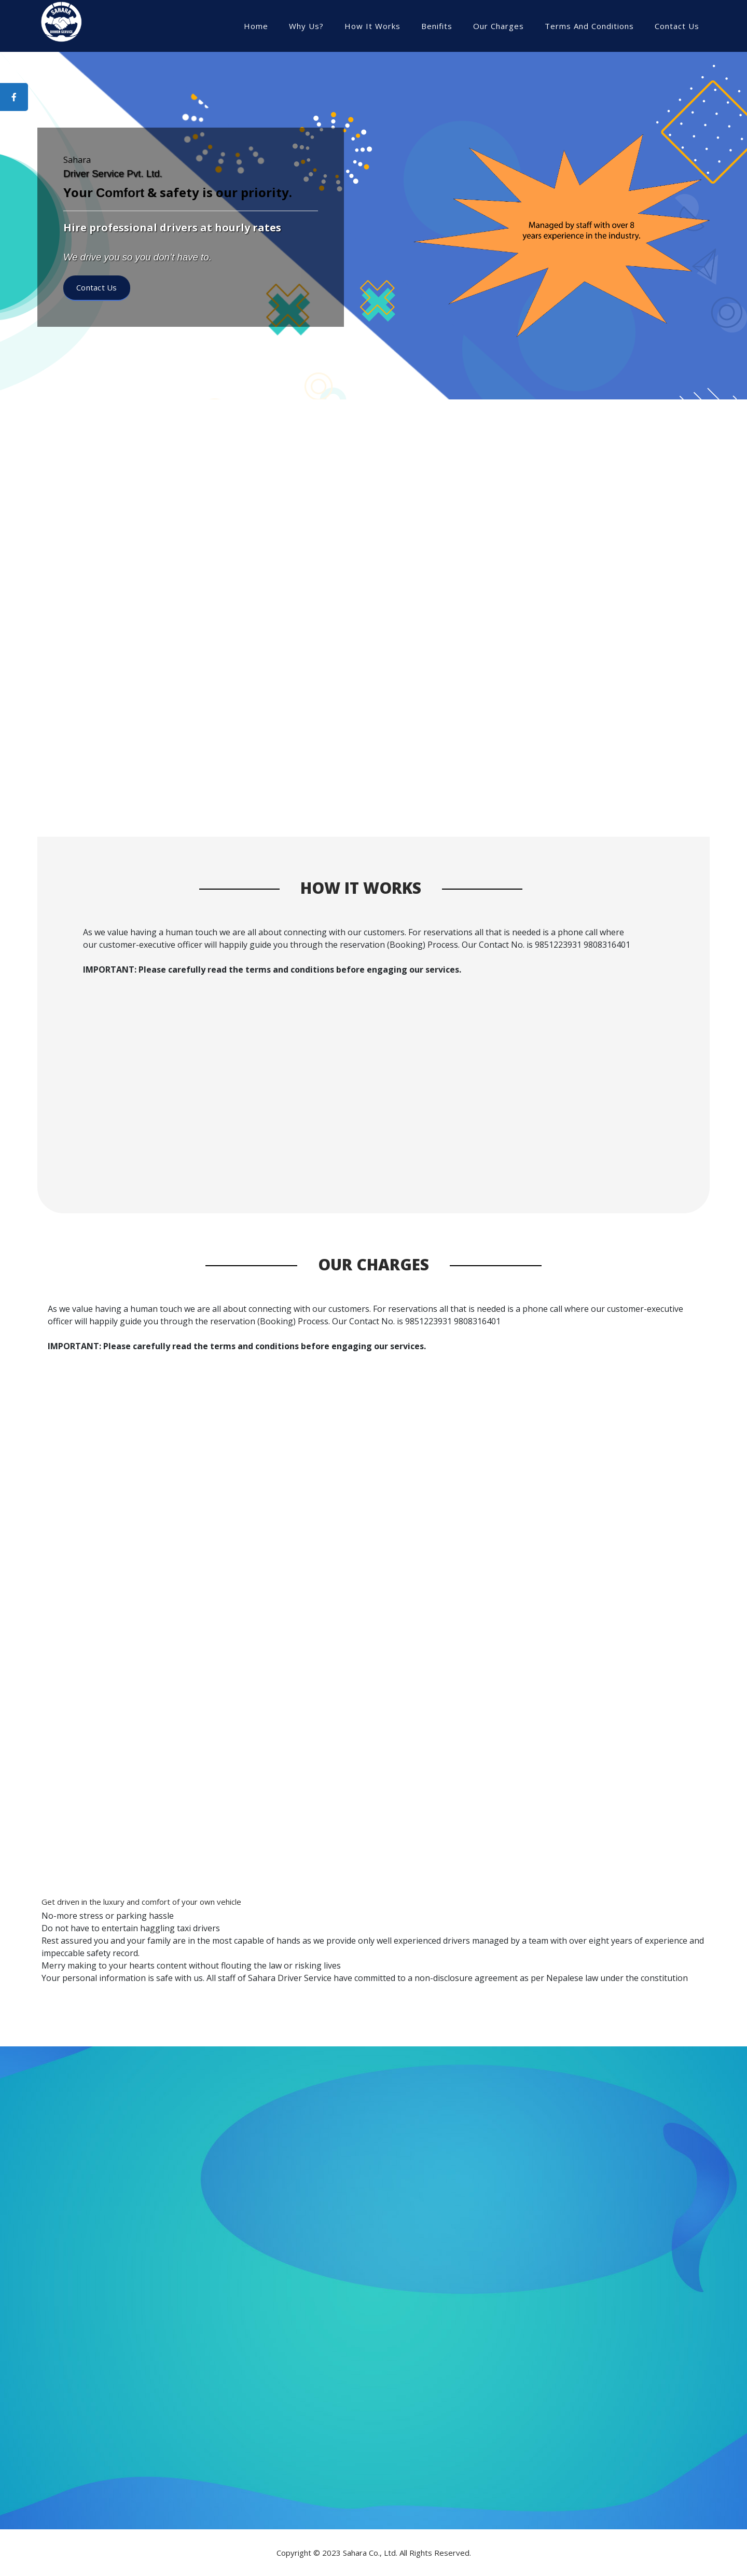 SAHARA
DRIVER SERVICE
Home Why Us? How It Works Benifits Our Charges Terms And Conditions Contact Us
Sahara
Driver Service Pvt. Ltd.
Your Comfort & safety is our priority.
Hire professional drivers at hourly rates
We drive you so you don't have to.
Contact Us
Managed by staff with over 8
years experience in the industry.
HOW IT WORKS
As we value having a human touch we are all about connecting with our customers. For reservations all that is needed is a phone call where
our customer-executive officer will happily guide you through the reservation (Booking) Process. Our Contact No. is 9851223931 9808316401
IMPORTANT: Please carefully read the terms and conditions before engaging our services.
OUR CHARGES
As we value having a human touch we are all about connecting with our customers. For reservations all that is needed is a phone call where our customer-executive
officer will happily guide you through the reservation (Booking) Process. Our Contact No. is 9851223931 9808316401
IMPORTANT: Please carefully read the terms and conditions before engaging our services.
Get driven in the luxury and comfort of your own vehicle
No-more stress or parking hassle
Do not have to entertain haggling taxi drivers
Rest assured you and your family are in the most capable of hands as we provide only well experienced drivers managed by a team with over eight years of experience and
impeccable safety record.
Merry making to your hearts content without flouting the law or risking lives
Your personal information is safe with us. All staff of Sahara Driver Service have committed to a non-disclosure agreement as per Nepalese law under the constitution
Copyright © 2023 Sahara Co., Ltd. All Rights Reserved.